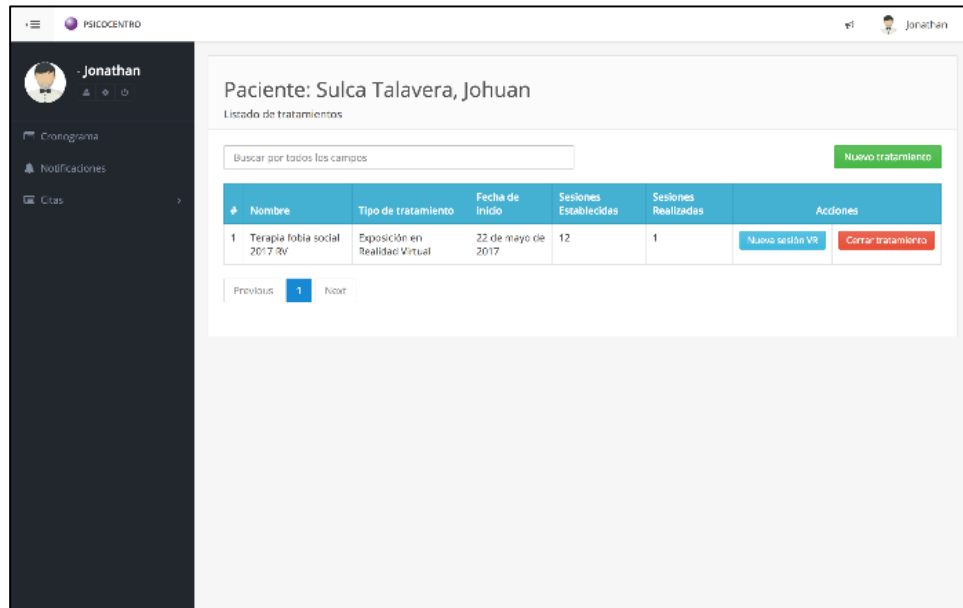 PSICOCENTRO
Jonathan
- Jonathan
Cronograma
Notificaciones
Citas
Paciente: Sulca Talavera, Johuan
Listado de tratamientos
Buscar por todos los campos
Nuevo tratamiento
# Nombre Tipo de tratamiento Fecha de inicio Sesiones Establecidas Sesiones Realizadas Acciones
1 Terapia fobia social 2017 RV Exposición en Realidad Virtual 22 de mayo de 2017 12 1 Nueva sesión VR Cerrar tratamiento
Previous 1 Next